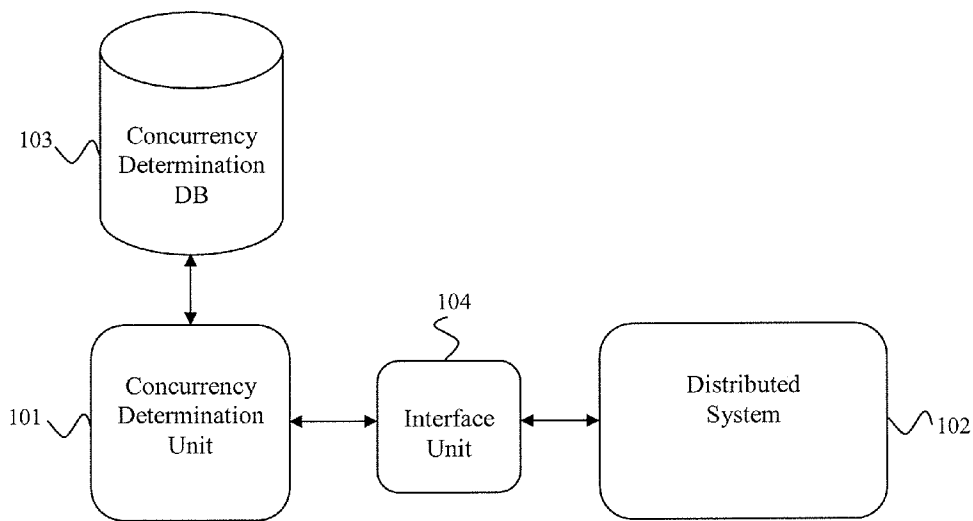 103
Concurrency
Determination
DB
104
101
Concurrency
Determination
Unit
Interface
Unit
Distributed
System
102